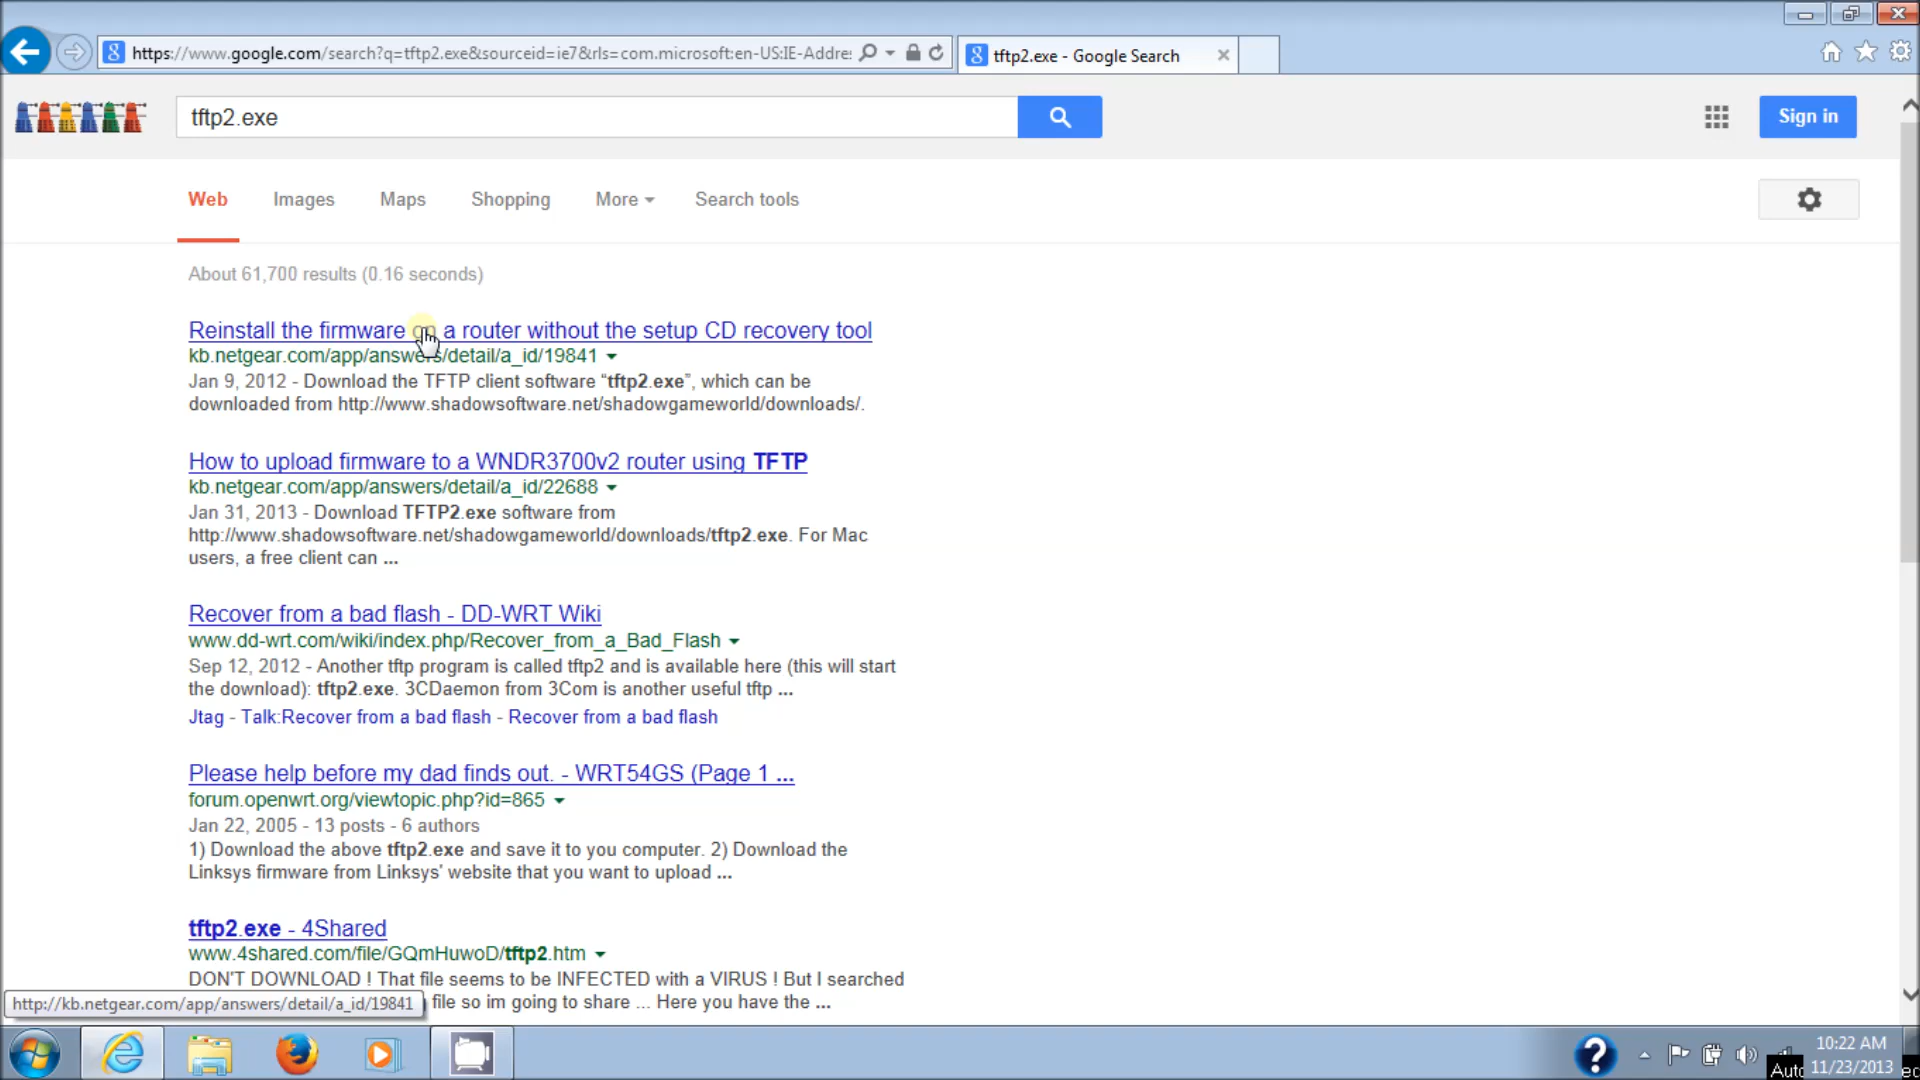 https://www.google.com/search?q=tftp2.exe&sourceid=ie7&rls=com.microsoft:en-US:IE-Addre:
tftp2.exe - Google Search
tftp2.exe
Sign in
Web Images Maps Shopping More Search tools
About 61,700 results (0.16 seconds)
Reinstall the firmware on a router without the setup CD recovery tool
kb.netgear.com/app/answers/detail/a_id/19841
Jan 9, 2012 - Download the TFTP client software “tftp2.exe”, which can be
downloaded from http://www.shadowsoftware.net/shadowgameworld/downloads/.
How to upload firmware to a WNDR3700v2 router using TFTP
kb.netgear.com/app/answers/detail/a_id/22688
Jan 31, 2013 - Download TFTP2.exe software from
http://www.shadowsoftware.net/shadowgameworld/downloads/tftp2.exe. For Mac
users, a free client can ...
Recover from a bad flash - DD-WRT Wiki
www.dd-wrt.com/wiki/index.php/Recover_from_a_Bad_Flash
Sep 12, 2012 - Another tftp program is called tftp2 and is available here (this will start
the download): tftp2.exe. 3CDaemon from 3Com is another useful tftp ...
Jtag - Talk:Recover from a bad flash - Recover from a bad flash
Please help before my dad finds out. - WRT54GS (Page 1 ...
forum.openwrt.org/viewtopic.php?id=865
Jan 22, 2005 - 13 posts - 6 authors
1) Download the above tftp2.exe and save it to you computer. 2) Download the
Linksys firmware from Linksys' website that you want to upload ...
tftp2.exe - 4Shared
www.4shared.com/file/GQmHuwoD/tftp2.htm
DON'T DOWNLOAD ! That file seems to be INFECTED with a VIRUS ! But I searched
file so im going to share ... Here you have the ...
http://kb.netgear.com/app/answers/detail/a_id/19841
10:22 AM
11/23/2013